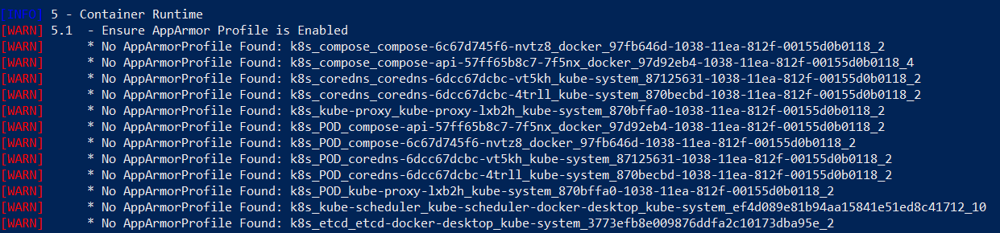 [INFO] 5 - Container Runtime
[WARN] 5.1 - Ensure AppArmor Profile is Enabled
[WARN] * No AppArmorProfile Found: k8s_compose_compose-6c67d745f6-nvtz8_docker_97fb646d-1038-11ea-812f-00155d0b0118_2
[WARN] * No AppArmorProfile Found: k8s_compose_compose-api-57ff65b8c7-7f5nx_docker_97d92eb4-1038-11ea-812f-00155d0b0118_4
[WARN] * No AppArmorProfile Found: k8s_coredns_coredns-6dcc67dcbc-vt5kh_kube-system_87125631-1038-11ea-812f-00155d0b0118_2
[WARN] * No AppArmorProfile Found: k8s_coredns_coredns-6dcc67dcbc-4trll_kube-system_870becbd-1038-11ea-812f-00155d0b0118_2
[WARN] * No AppArmorProfile Found: k8s_kube-proxy_kube-proxy-lxb2h_kube-system_870bffa0-1038-11ea-812f-00155d0b0118_2
[WARN] * No AppArmorProfile Found: k8s_POD_compose-api-57ff65b8c7-7f5nx_docker_97d92eb4-1038-11ea-812f-00155d0b0118_2
[WARN] * No AppArmorProfile Found: k8s_POD_compose-6c67d745f6-nvtz8_docker_97fb646d-1038-11ea-812f-00155d0b0118_2
[WARN] * No AppArmorProfile Found: k8s_POD_coredns-6dcc67dcbc-vt5kh_kube-system_87125631-1038-11ea-812f-00155d0b0118_2
[WARN] * No AppArmorProfile Found: k8s_POD_coredns-6dcc67dcbc-4trll_kube-system_870becbd-1038-11ea-812f-00155d0b0118_2
[WARN] * No AppArmorProfile Found: k8s_POD_kube-proxy-lxb2h_kube-system_870bffa0-1038-11ea-812f-00155d0b0118_2
[WARN] * No AppArmorProfile Found: k8s_kube-scheduler_kube-scheduler-docker-desktop_kube-system_ef4d089e81b94aa15841e51ed8c41712_10
[WARN] * No AppArmorProfile Found: k8s_etcd_etcd-docker-desktop_kube-system_3773efb8e009876ddfa2c10173dba95e_2